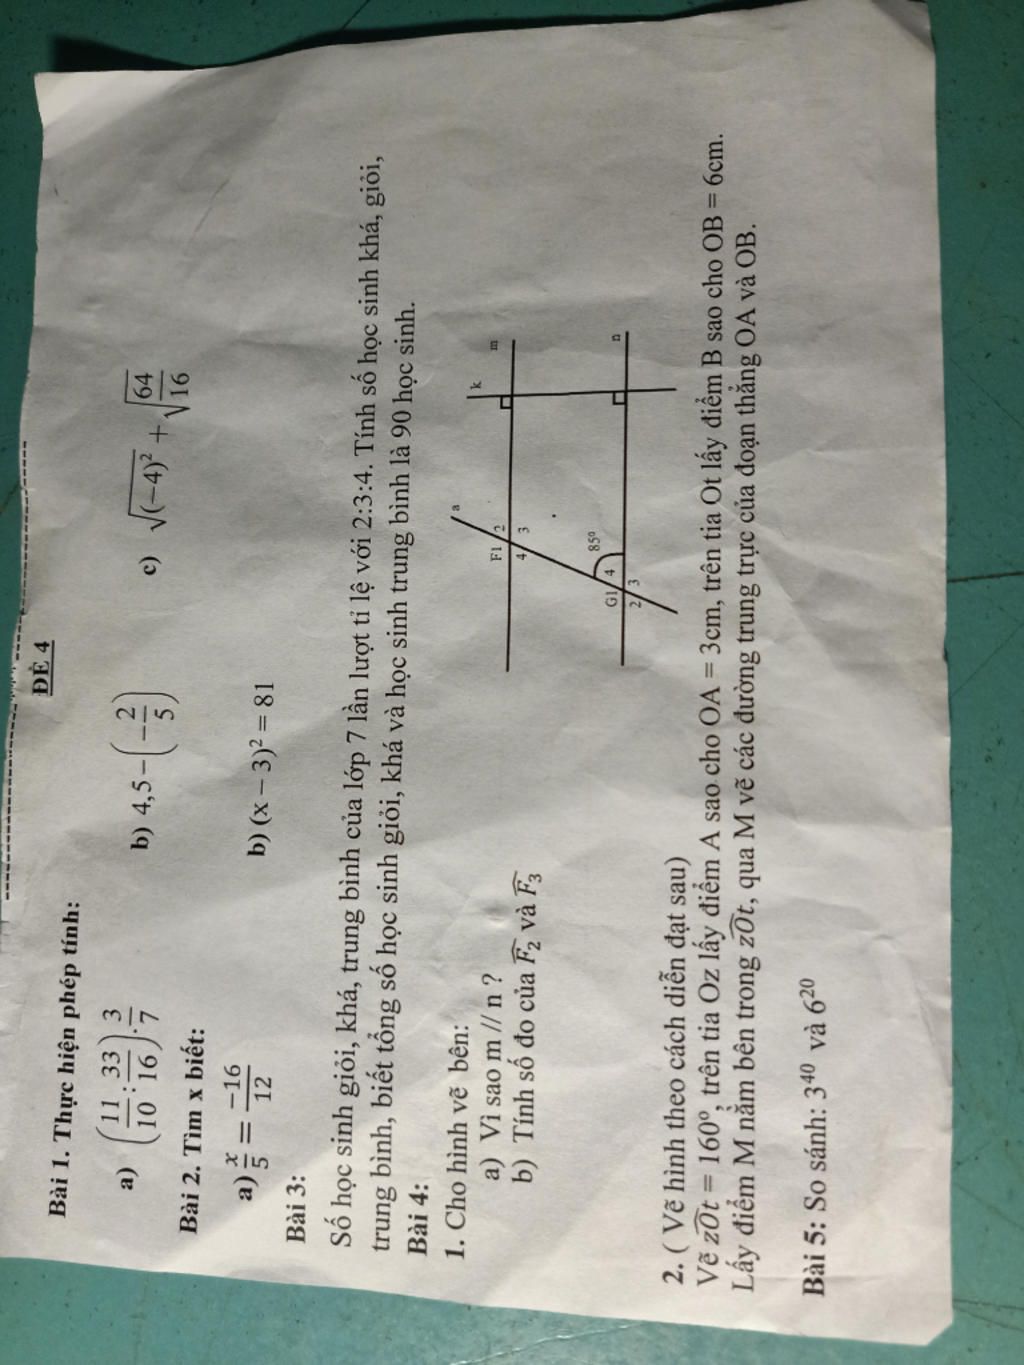 ĐỀ 4
Bài 1. Thực hiện phép tính:
a) (11/10 : 33/16) . 3/7 b) 4,5 − (−2/5) c) √(−4)² + √(64/16)
Bài 2. Tìm x biết:
a) x/5 = −16/12 b) (x − 3)² = 81
Bài 3:
Số học sinh giỏi, khá, trung bình của lớp 7 lần lượt tỉ lệ với 2:3:4. Tính số học sinh khá, giỏi,
trung bình, biết tổng số học sinh giỏi, khá và học sinh trung bình là 90 học sinh.
Bài 4:
1. Cho hình vẽ bên:
a) Vì sao m // n ?
b) Tính số đo của F̂₂ và F̂₃
a
k
F1 2
m
4 3
85°
G1 4
n
2 3
2. ( Vẽ hình theo cách diễn đạt sau)
Vẽ zOt = 160°, trên tia Oz lấy điểm A sao cho OA = 3cm, trên tia Ot lấy điểm B sao cho OB = 6cm.
Lấy điểm M nằm bên trong zOt, qua M vẽ các đường trung trực của đoạn thẳng OA và OB.
Bài 5: So sánh: 3⁴⁰ và 6²⁰